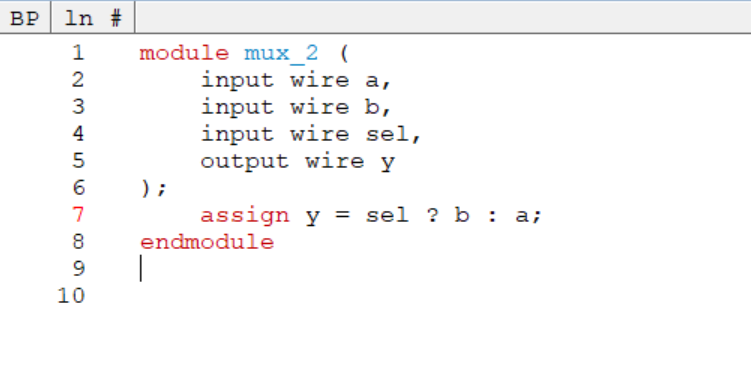 BP ln #
1 module mux_2 (
2     input wire a,
3     input wire b,
4     input wire sel,
5     output wire y
6 );
7     assign y = sel ? b : a;
8 endmodule
9
10